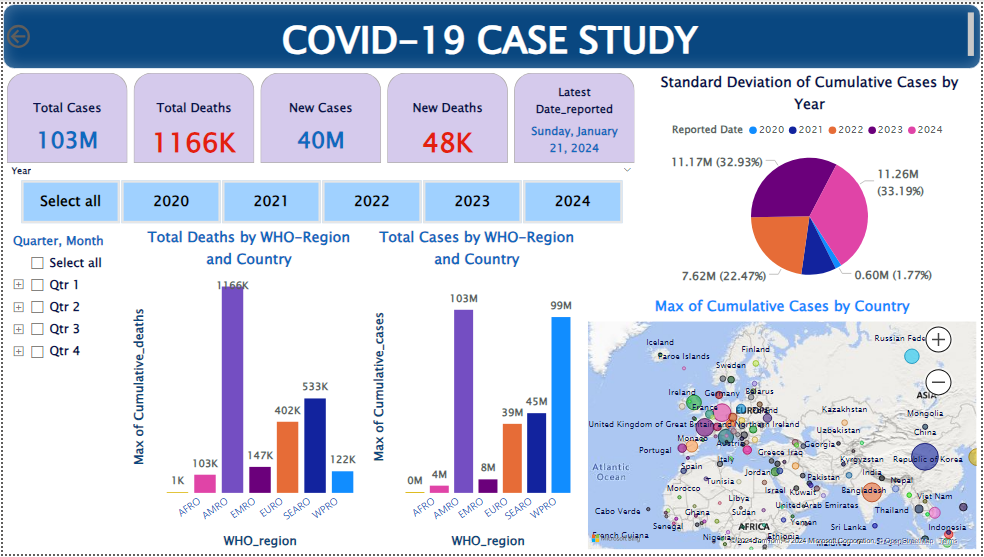 COVID-19 CASE STUDY
Total Cases
103M
Total Deaths
1166K
New Cases
40M
New Deaths
48K
Latest
Date_reported
Sunday, January
21, 2024
Year
Select all
2020
2021
2022
2023
2024
Quarter, Month
Select all
Qtr 1
Qtr 2
Qtr 3
Qtr 4
Total Deaths by WHO-Region
and Country
Max of Cumulative_deaths
1K
103K
1166K
147K
402K
533K
122K
AFRO
AMRO
EMRO
EURO
SEARO
WPRO
WHO_region
Total Cases by WHO-Region
and Country
Max of Cumulative_cases
0M
4M
103M
8M
39M
45M
99M
AFRO
AMRO
EMRO
EURO
SEARO
WPRO
WHO_region
Standard Deviation of Cumulative Cases by
Year
Reported Date
2020
2021
2022
2023
2024
11.17M (32.93%)
11.26M
(33.19%)
7.62M (22.47%)
0.60M (1.77%)
Max of Cumulative Cases by Country
Iceland
Faroe Islands
Finland
Sweden
Russian Fede
Ireland
Germany
Belarus
France
EUROPE
ASIA
Kazakhstan
Mongolia
United Kingdom of Great Britain and Northern Ireland
Uzbekistan
China
Monaco
Austria
Georgia
Portugal
Italy
Greece
Iraq
Kyrgyzstan
Republic of Korea
Spain
Jordan
Pakistan
India
Nepal
Atlantic
Ocean
Tunisia
Israel
Kuwait
Bangladesh
Morocco
Libya
United Arab Emirates
Viet Nam
Cabo Verde
Ghana
Sudan
Thailand
Senegal
AFRICA
Yemen
Sri Lanka
Indonesia
French Guiana
Nigeria
Ethiopia
Maldives
© 2024 TomTom, © 2024 Microsoft Corporation, © OpenStreetMap
Terms